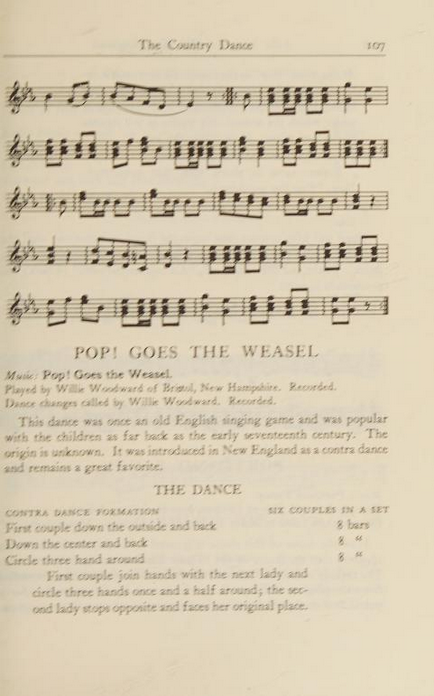 The Country Dance 107
POP! GOES THE WEASEL
Music: Pop! Goes the Weasel.
Played by Willie Woodward of Bristol, New Hampshire. Recorded.
Dance changes called by Willie Woodward. Recorded.
This dance was once an old English singing game and was popular
with the children as far back as the early seventeenth century. The
origin is unknown. It was introduced in New England as a contra dance
and remains a great favorite.
THE DANCE
CONTRA DANCE FORMATION SIX COUPLES IN A SET
First couple down the outside and back 8 bars
Down the center and back 8 "
Circle three hand around 8 "
First couple join hands with the next lady and
circle three hands once and a half around; the sec-
ond lady stops opposite and faces her original place.